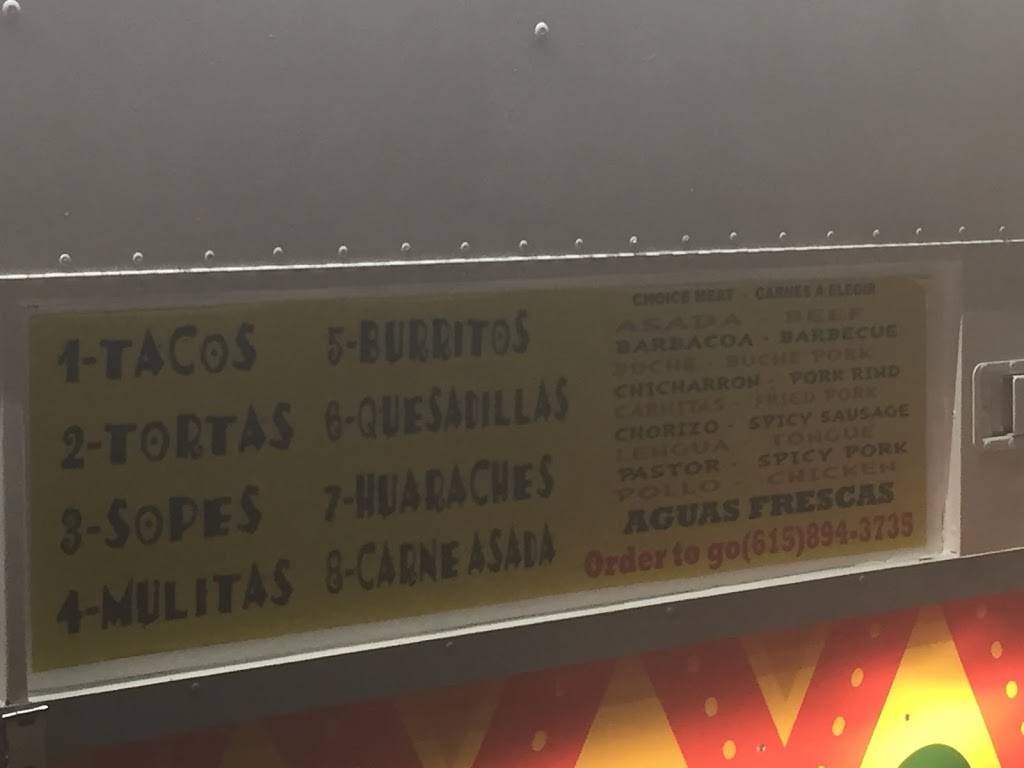 1-TACOS
2-TORTAS
3-SOPES
4-MULITAS
5-BURRITOS
6-QUESADILLAS
7-HUARACHES
8-CARNE ASADA
CHOICE MEAT - CARNES A ELEGIR
ASADA BEEF
BARBACOA - BARBECUE
BUCHE BUCHE PORK
CHICHARRON - PORK RIND
CARNITAS - FRIED PORK
CHORIZO - SPICY SAUSAGE
LENGUA TONGUE
PASTOR - SPICY PORK
POLLO - CHICKEN
AGUAS FRESCAS
Order to go(615)894-3735